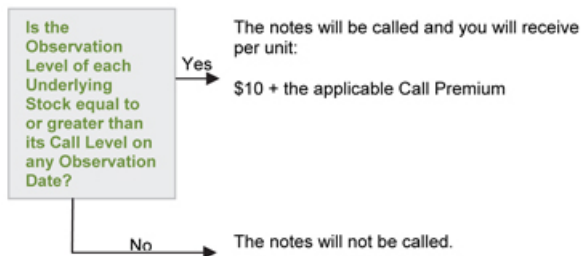 Is the
Observation
Level of each
Underlying
Stock equal to
or greater than
its Call Level on
any Observation
Date?
Yes
The notes will be called and you will receive
per unit:
$10 + the applicable Call Premium
No
The notes will not be called.